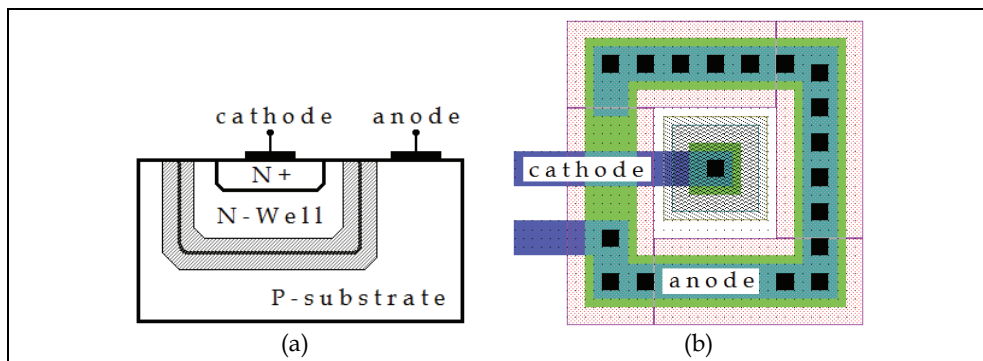 cathode anode
N+
N-Well
P-substrate
(a)
cathode
anode
(b)